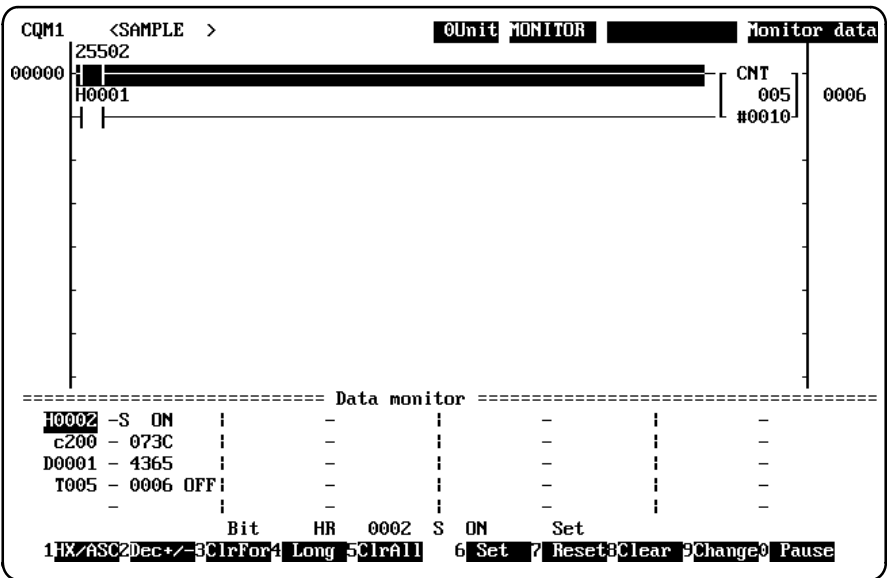 CQM1 <SAMPLE > 0Unit MONITOR Monitor data
25502
00000 CNT
H0001 005 0006
#0010
============================ Data monitor =====================================
H0002 -S ON ¦ - ¦ - ¦ -
c200 - 073C ¦ - ¦ - ¦ -
D0001 - 4365 ¦ - ¦ - ¦ -
T005 - 0006 OFF¦ - ¦ - ¦ -
- ¦ - ¦ - ¦ -
Bit HR 0002 S ON Set
1HX/ASC2Dec+/-3ClrFor4 Long 5ClrAll 6 Set 7 Reset8Clear 9Change0 Pause